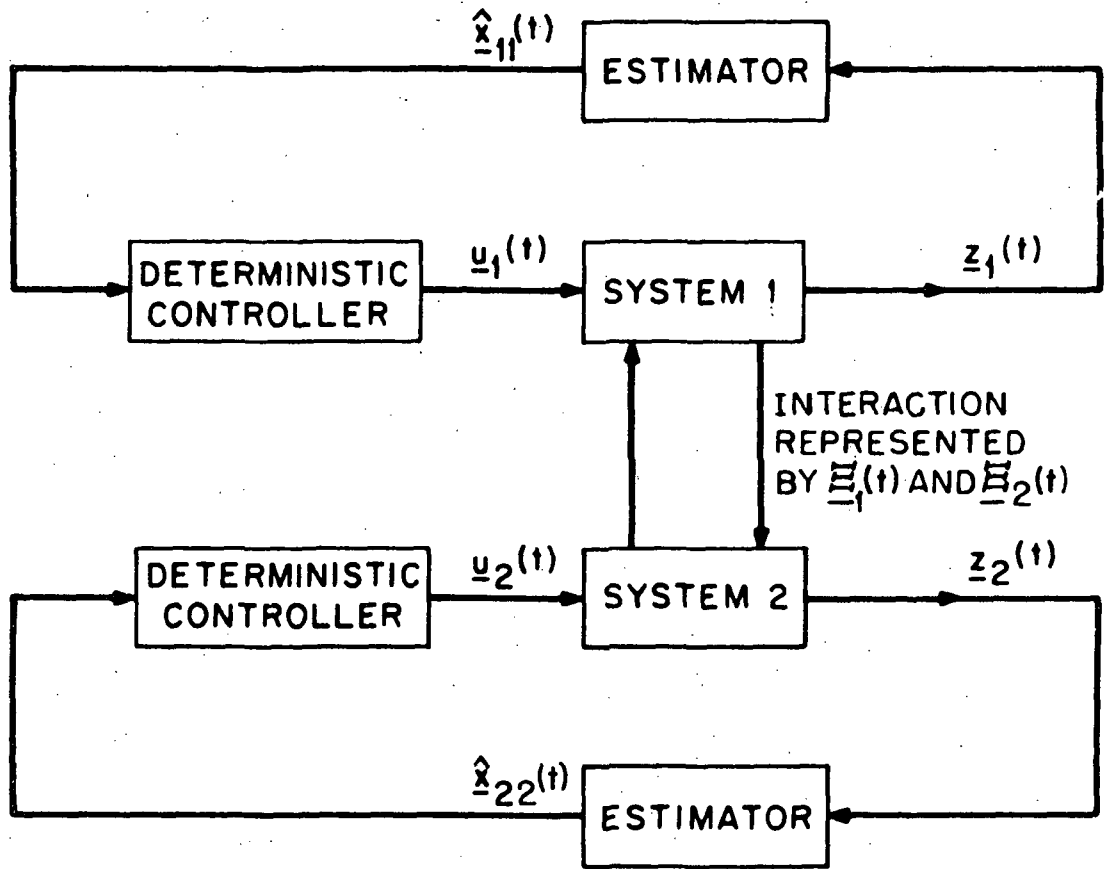 x̂₁₁(t)
ESTIMATOR
DETERMINISTIC
CONTROLLER
u₁(t)
SYSTEM 1
z₁(t)
INTERACTION
REPRESENTED
BY Ξ₁(t) AND Ξ₂(t)
DETERMINISTIC
CONTROLLER
u₂(t)
SYSTEM 2
z₂(t)
x̂₂₂(t)
ESTIMATOR